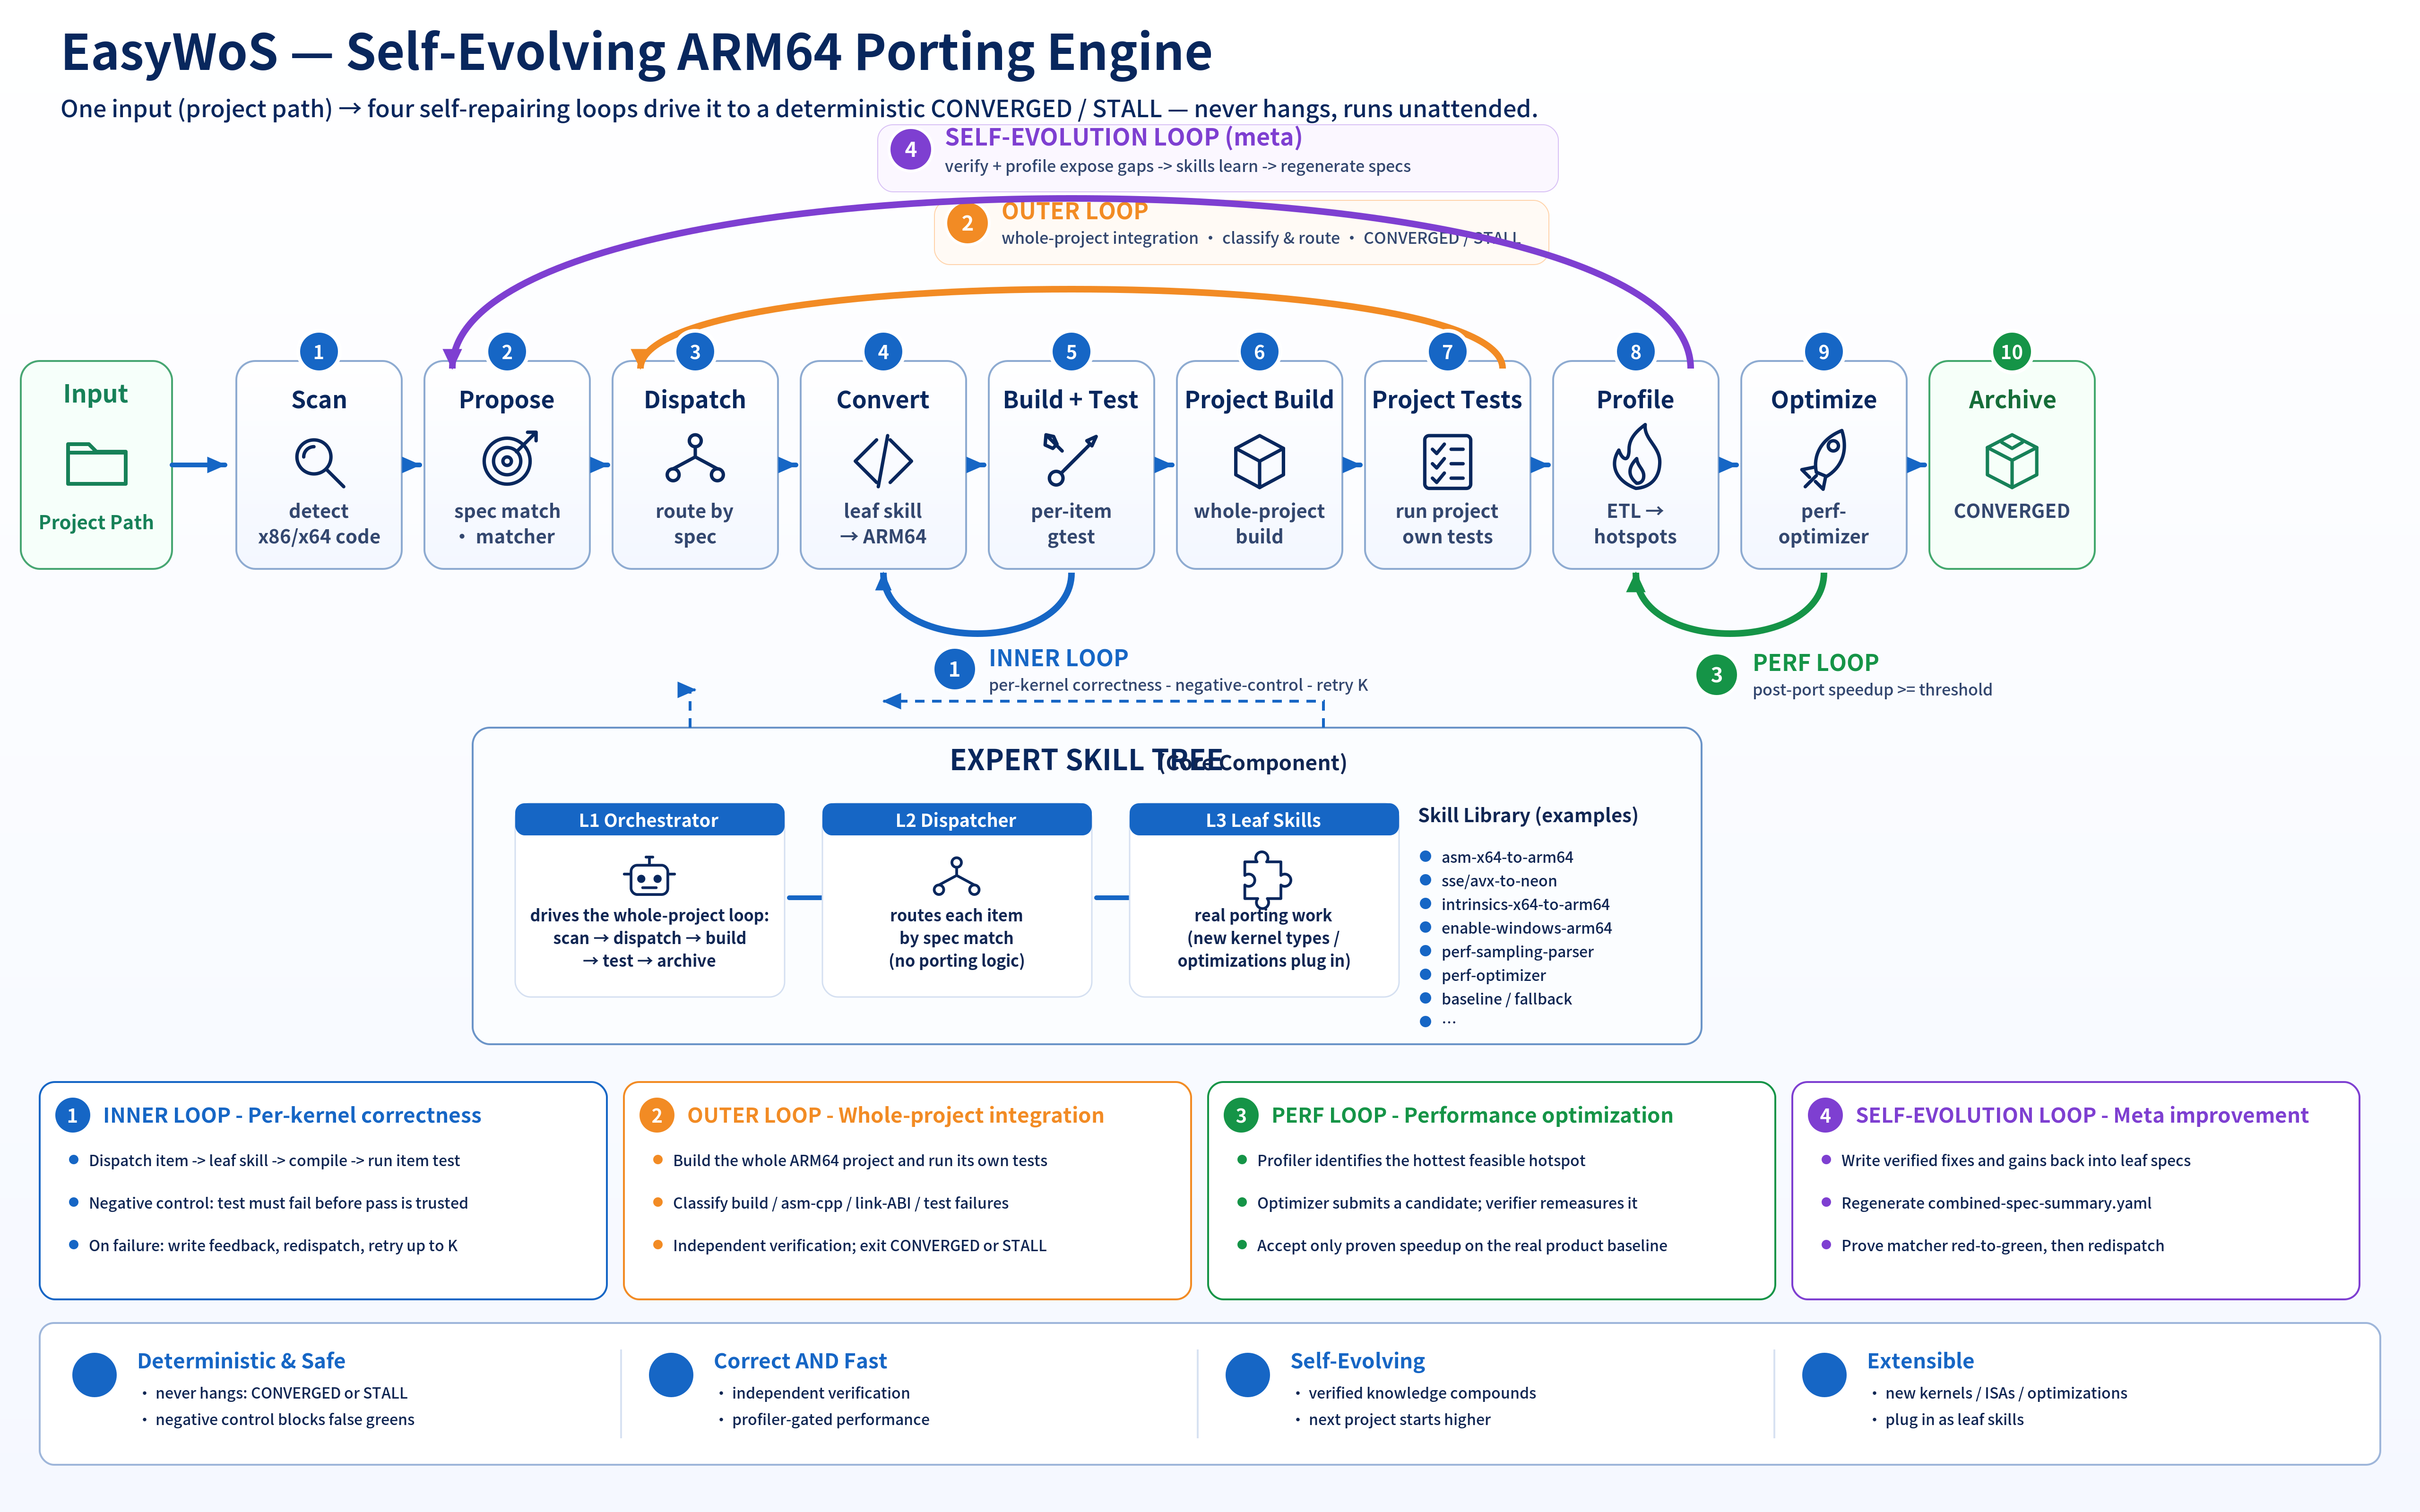 EasyWoS — Self-Evolving ARM64 Porting Engine
One input (project path) → four self-repairing loops drive it to a deterministic CONVERGED / STALL — never hangs, runs unattended.
4
SELF-EVOLUTION LOOP (meta)
verify + profile expose gaps -> skills learn -> regenerate specs
2
OUTER LOOP
whole-project integration • classify & route • CONVERGED / STALL
Input
Project Path
1
Scan
detect
x86/x64 code
2
Propose
spec match
• matcher
3
Dispatch
route by
spec
4
Convert
leaf skill
→ ARM64
5
Build + Test
per-item
gtest
6
Project Build
whole-project
build
7
Project Tests
run project
own tests
8
Profile
ETL →
hotspots
9
Optimize
perf-
optimizer
10
Archive
CONVERGED
1
INNER LOOP
per-kernel correctness - negative-control - retry K
3
PERF LOOP
post-port speedup >= threshold
EXPERT SKILL TREE
(Core Component)
L1 Orchestrator
drives the whole-project loop:
scan → dispatch → build
→ test → archive
L2 Dispatcher
routes each item
by spec match
(no porting logic)
L3 Leaf Skills
real porting work
(new kernel types /
optimizations plug in)
Skill Library (examples)
asm-x64-to-arm64
sse/avx-to-neon
intrinsics-x64-to-arm64
enable-windows-arm64
perf-sampling-parser
perf-optimizer
baseline / fallback
...
1
INNER LOOP - Per-kernel correctness
Dispatch item -> leaf skill -> compile -> run item test
Negative control: test must fail before pass is trusted
On failure: write feedback, redispatch, retry up to K
2
OUTER LOOP - Whole-project integration
Build the whole ARM64 project and run its own tests
Classify build / asm-cpp / link-ABI / test failures
Independent verification; exit CONVERGED or STALL
3
PERF LOOP - Performance optimization
Profiler identifies the hottest feasible hotspot
Optimizer submits a candidate; verifier remeasures it
Accept only proven speedup on the real product baseline
4
SELF-EVOLUTION LOOP - Meta improvement
Write verified fixes and gains back into leaf specs
Regenerate combined-spec-summary.yaml
Prove matcher red-to-green, then redispatch
Deterministic & Safe
• never hangs: CONVERGED or STALL
• negative control blocks false greens
Correct AND Fast
• independent verification
• profiler-gated performance
Self-Evolving
• verified knowledge compounds
• next project starts higher
Extensible
• new kernels / ISAs / optimizations
• plug in as leaf skills